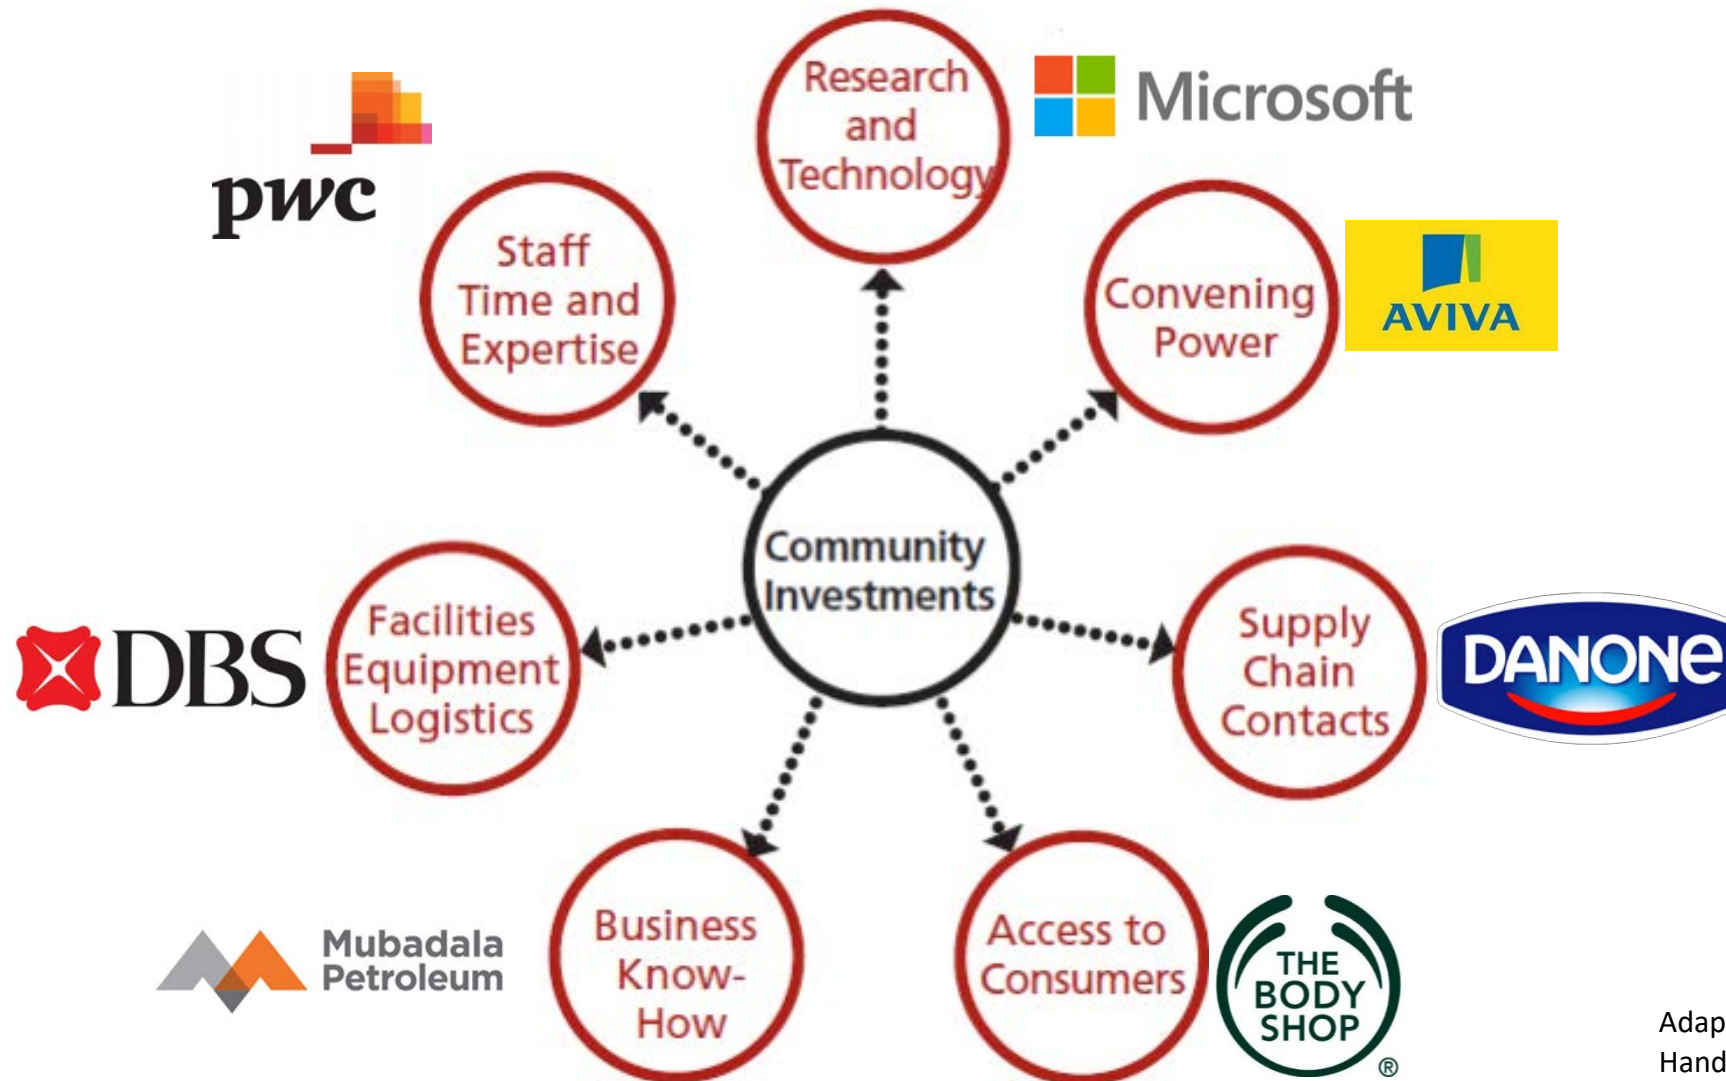 Research
and
Technology
Microsoft
pwc
Staff
Time and
Expertise
Convening
Power
AVIVA
Community
Investments
DBS
Facilities
Equipment
Logistics
Supply
Chain
Contacts
DANONE
Mubadala
Petroleum
Business
Know-
How
Access to
Consumers
THE
BODY
SHOP
®
Adap
Hand